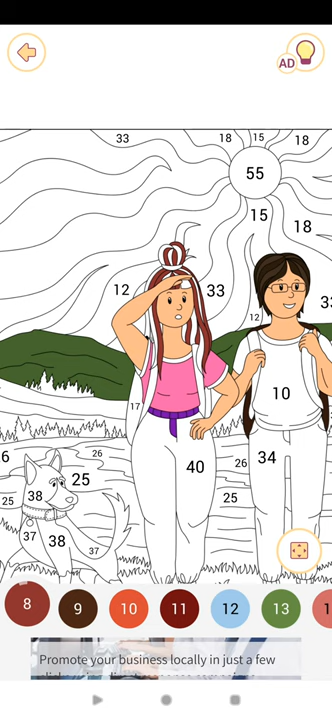 AD
33 18 15 18
55
15
18
12 33 33
12
10
17
40 26 34
6 26
25 38 25
25
37 38 37
8 9 10 11 12 13 1
Promote your business locally in just a few